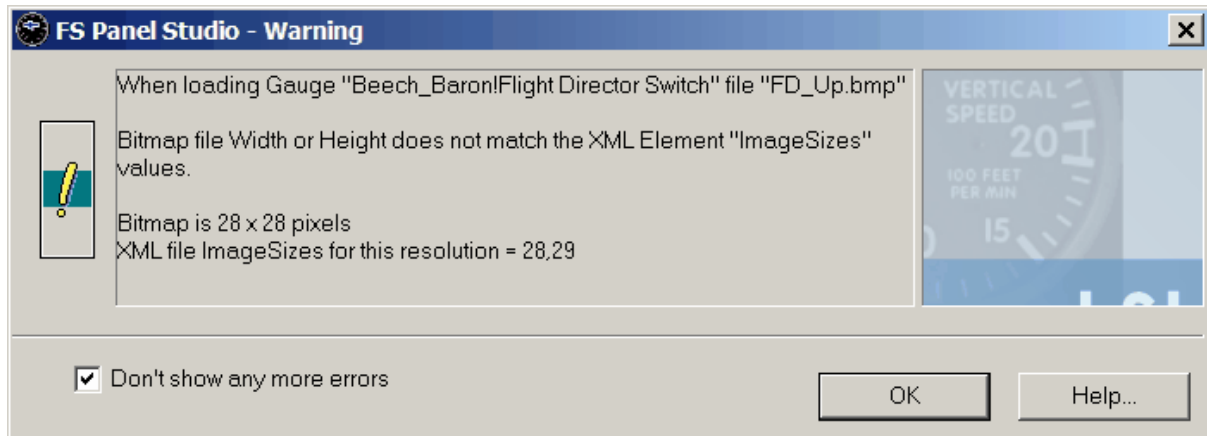 FS Panel Studio - Warning
When loading Gauge "Beech_Baron!Flight Director Switch" file "FD_Up.bmp"
Bitmap file Width or Height does not match the XML Element "ImageSizes"
values.
Bitmap is 28 x 28 pixels
XML file ImageSizes for this resolution = 28,29
VERTICAL
SPEED
20
100 FEET
PER MIN
15
Don't show any more errors
OK
Help...